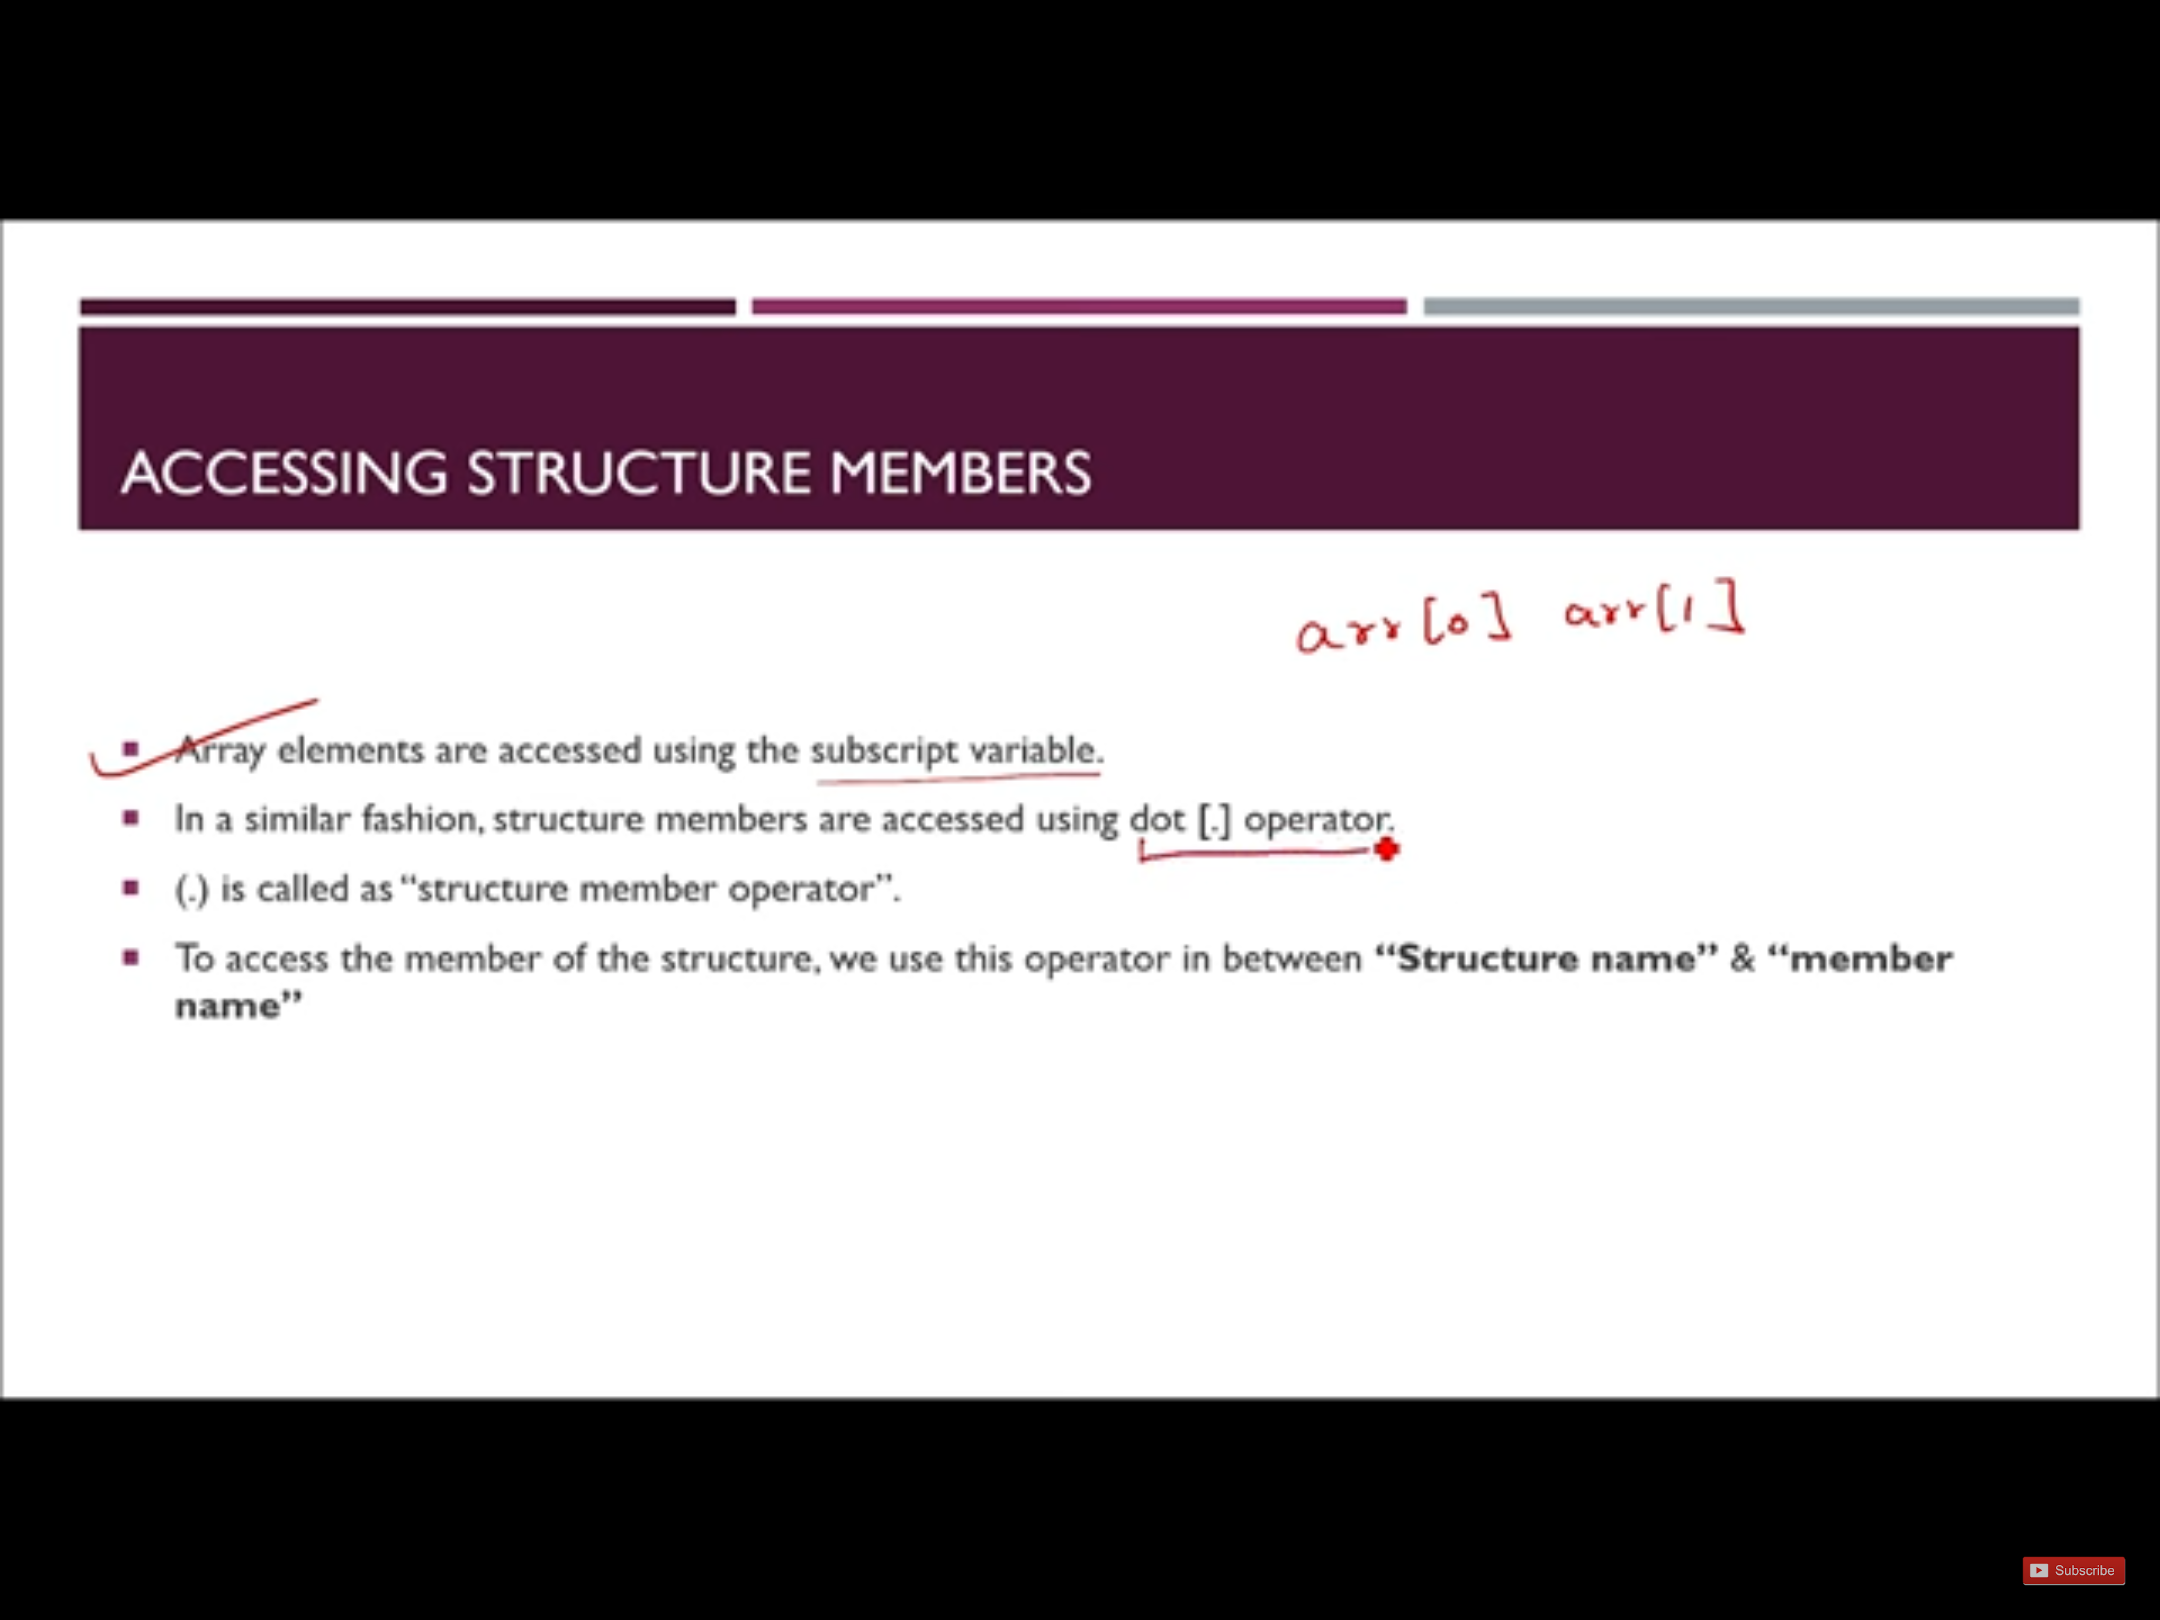 ACCESSING STRUCTURE MEMBERS
arr[0] arr[1]
Array elements are accessed using the subscript variable.
In a similar fashion, structure members are accessed using dot [.] operator.
(.) is called as “structure member operator”.
To access the member of the structure, we use this operator in between “Structure name” & “member
name”
Subscribe